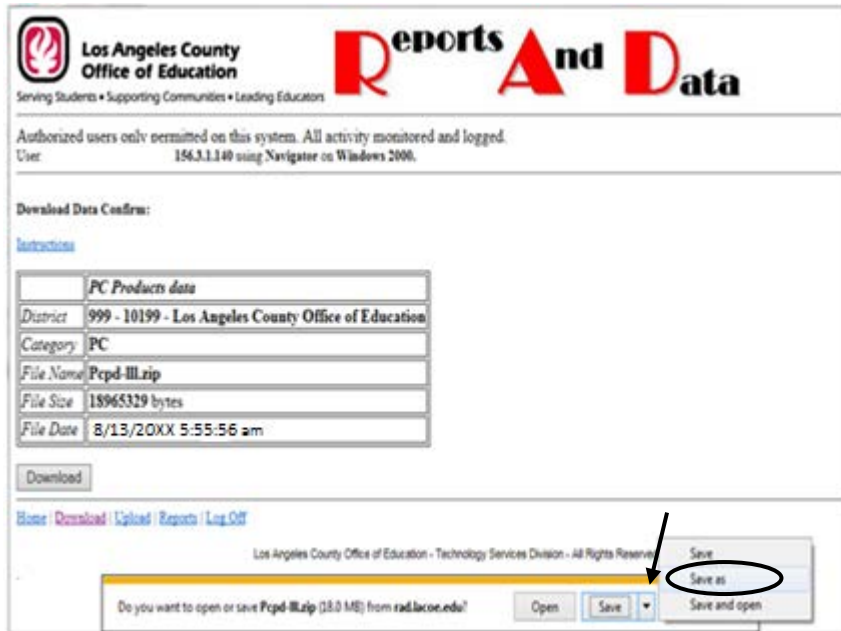 Los Angeles County
Office of Education
Serving Students • Supporting Communities • Leading Educators
Reports And Data
Authorized users only permitted on this system. All activity monitored and logged.
User 156.3.1.140 using Navigator on Windows 2000.
Download Data Confirm:
Instructions
PC Products data
District 999 - 10199 - Los Angeles County Office of Education
Category PC
File Name Pcpd-lll.zip
File Size 18965329 bytes
File Date 8/13/20XX 5:55:56 am
Download
Home | Download | Upload | Reports | Log Off
Los Angeles County Office of Education - Technology Services Division - All Rights Reserve
Save
Save as
Save and open
Do you want to open or save Pcpd-lll.zip (18.0 MB) from rad.lacoe.edu?
Open
Save